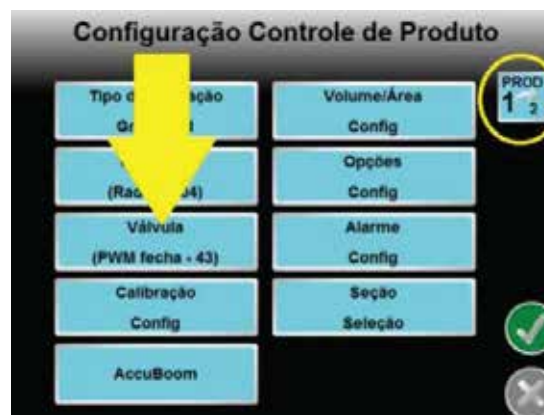 Configuração Controle de Produto
PROD
1 2
Tipo d
Volume/Área
Config
Opções
Config
Válvula
(PWM fecha - 43)
Alarme
Config
Calibração
Config
Seção
Seleção
AccuBoom